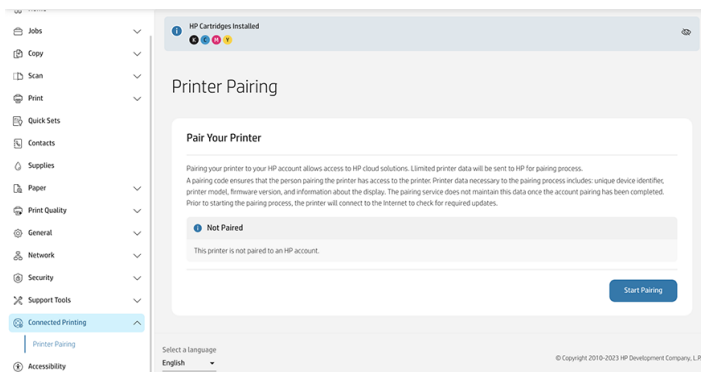 Home
Jobs
Copy
Scan
Print
Quick Sets
Contacts
Supplies
Paper
Print Quality
General
Network
Security
Support Tools
Connected Printing
Printer Pairing
Accessibility
HP Cartridges Installed
K C M Y
Printer Pairing
Pair Your Printer
Pairing your printer to your HP account allows access to HP cloud solutions. Llimited printer data will be sent to HP for pairing process.
A pairing code ensures that the person pairing the printer has access to the printer. Printer data necessary to the pairing process includes: unique device identifier,
printer model, firmware version, and information about the display. The pairing service does not maintain this data once the account pairing has been completed.
Prior to starting the pairing process, the printer will connect to the Internet to check for required updates.
Not Paired
This printer is not paired to an HP account.
Start Pairing
Select a language
English
© Copyright 2010-2023 HP Development Company, L.P.